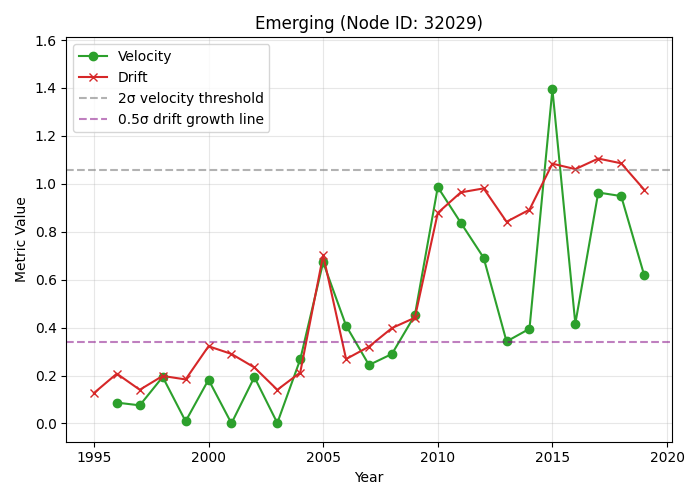 Emerging (Node ID: 32029)
Velocity
Drift
2σ velocity threshold
0.5σ drift growth line
Metric Value
1.6
1.4
1.2
1.0
0.8
0.6
0.4
0.2
0.0
1995
2000
2005
2010
2015
2020
Year